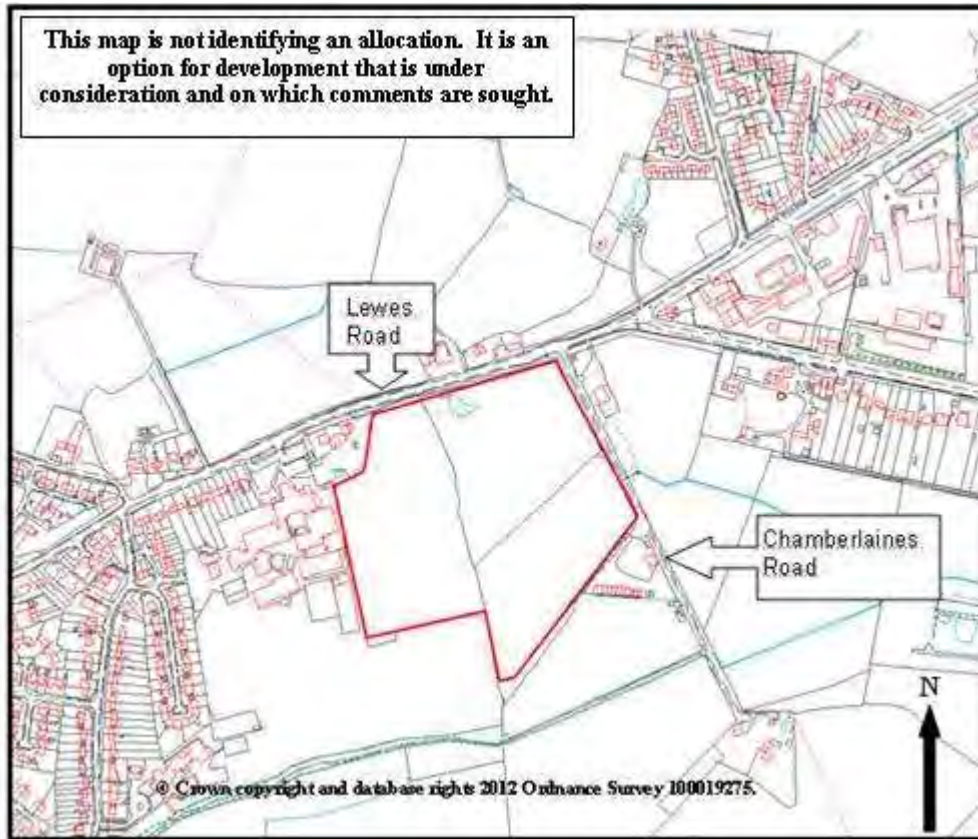 This map is not identifying an allocation. It is an
option for development that is under
consideration and on which comments are sought.
Lewes
Road
Chamberlaines
Road
N
© Crown copyright and database rights 2012 Ordnance Survey 100019275.